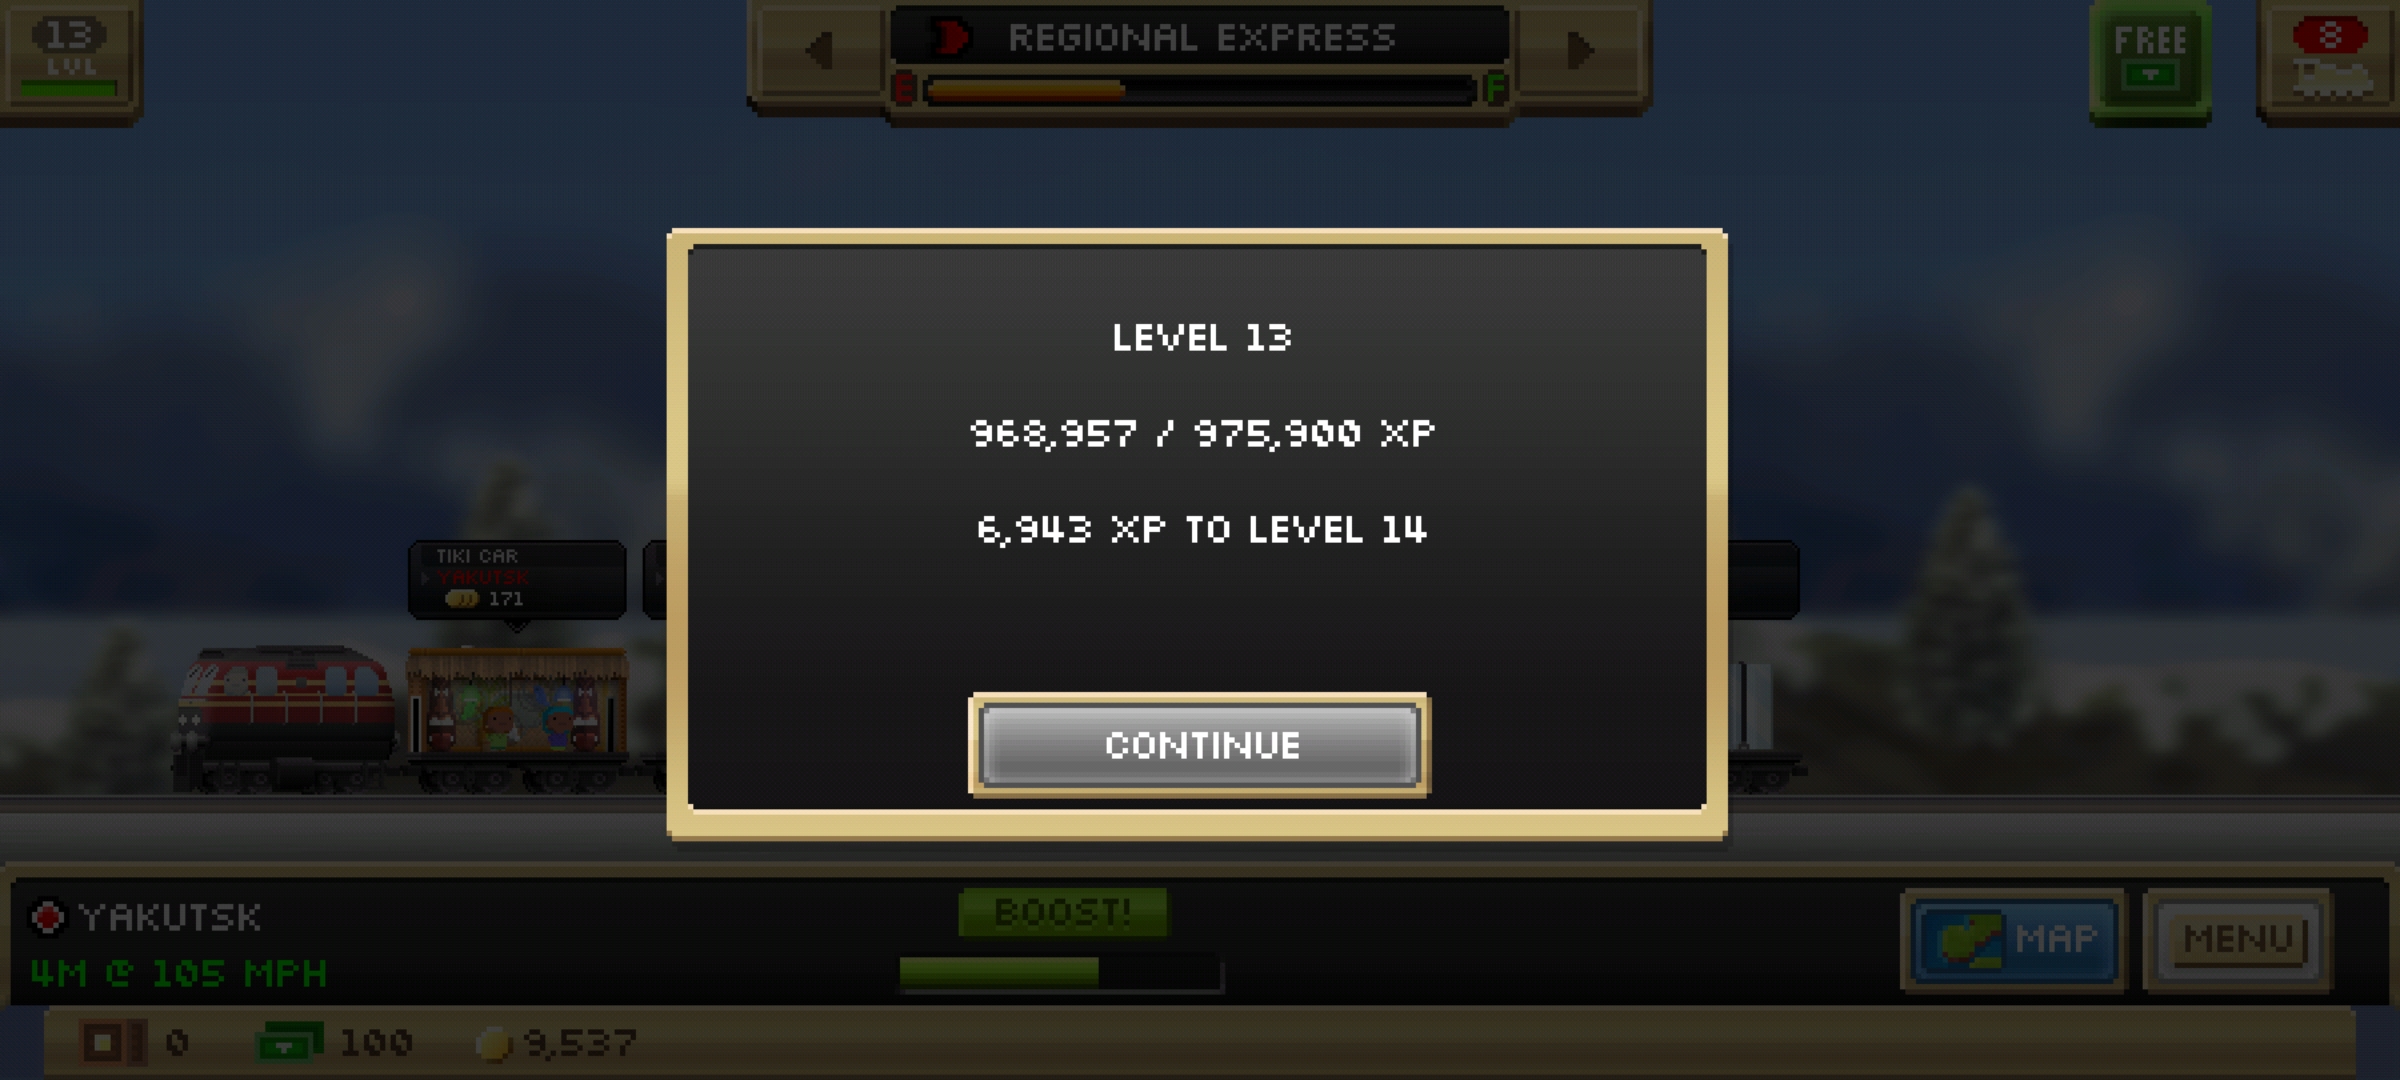 13
LVL
REGIONAL EXPRESS
E F
FREE
8
LEVEL 13
968,957 / 975,900 XP
6,943 XP TO LEVEL 14
TIKI CAR
YAKUTSK
171
CONTINUE
YAKUTSK
4M @ 105 MPH
BOOST!
MAP
MENU
0 100 9,537